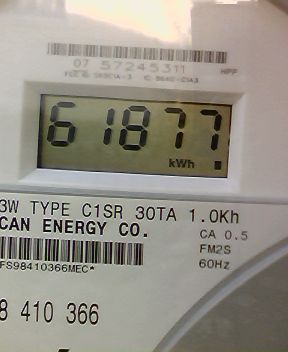 07 57245311
HPP
61877
kWh
3W TYPE C1SR 30TA 1.0Kh
CAN ENERGY CO.
CA 0.5
FM2S
60Hz
FS98410366MEC*
8 410 366